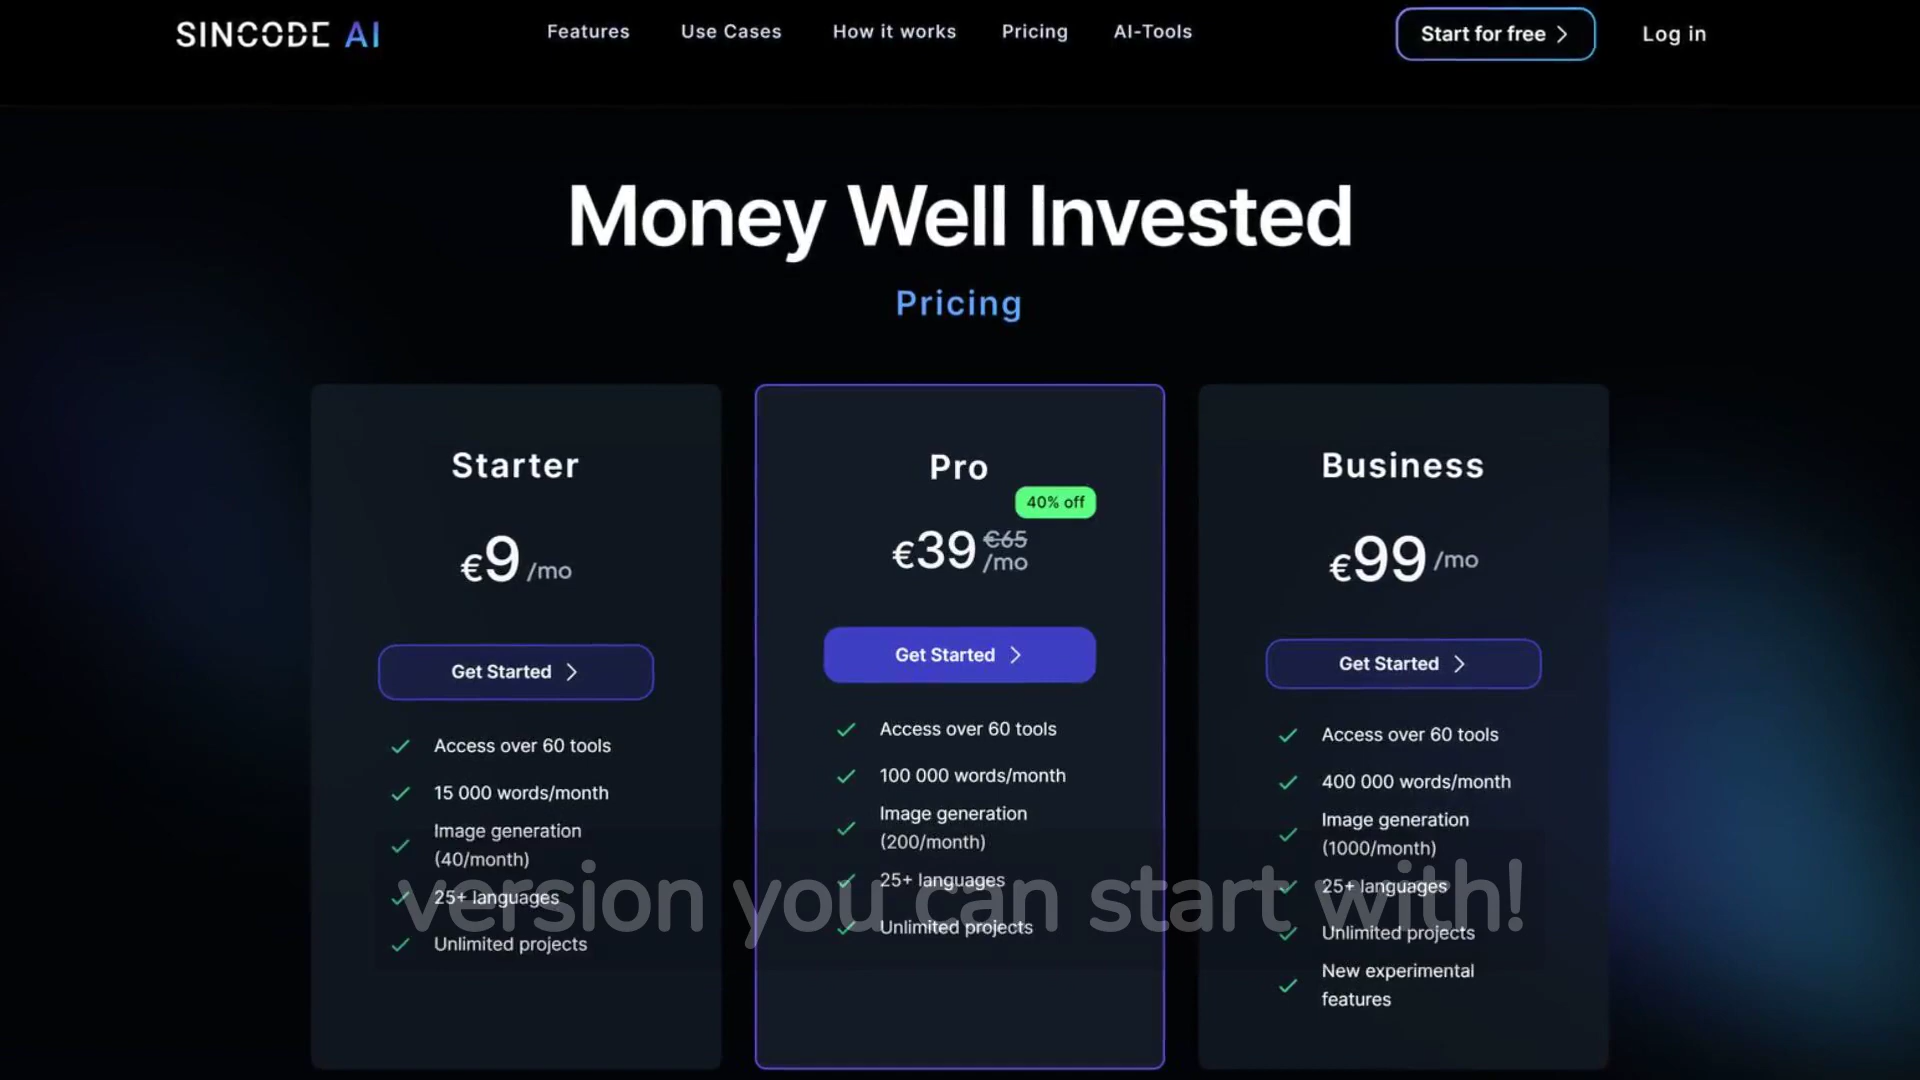 SINCODE AI
Features
Use Cases
How it works
Pricing
AI-Tools
Start for free
Log in
Money Well Invested
Pricing
Starter
€9 /mo
Get Started
Access over 60 tools
15 000 words/month
Image generation
(40/month)
25+ languages
Unlimited projects
Pro
40% off
€39 €65
/mo
Get Started
Access over 60 tools
100 000 words/month
Image generation
(200/month)
25+ languages
Unlimited projects
Business
€99 /mo
Get Started
Access over 60 tools
400 000 words/month
Image generation
(1000/month)
25+ languages
Unlimited projects
New experimental
features
version you can start with!